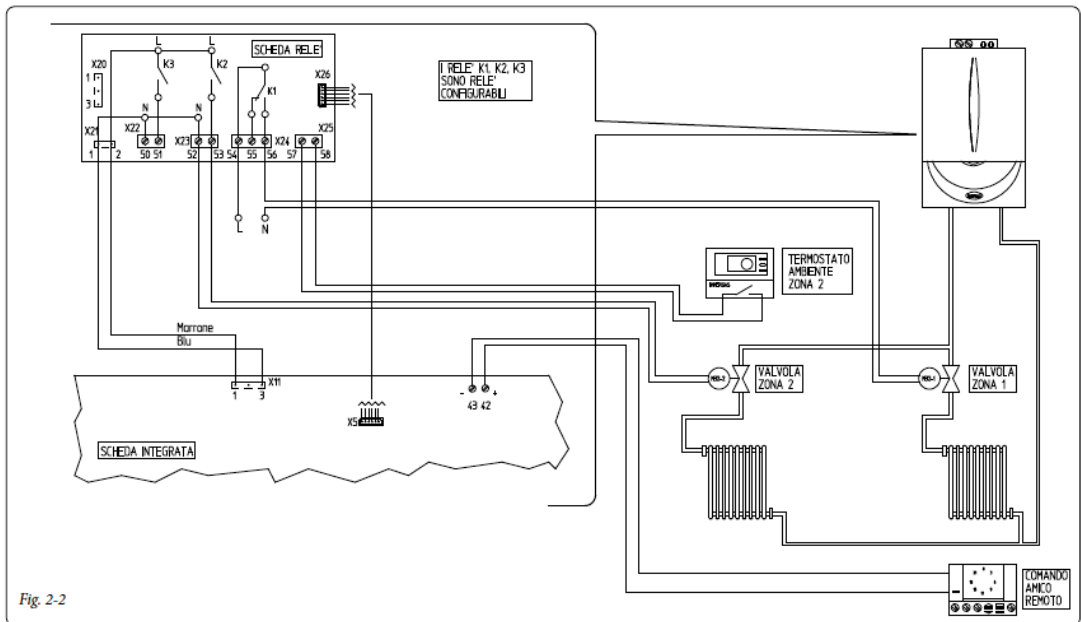 L
L
SCHEDA RELE'
K3
K2
K1
X20
1
3
X26
I RELE' K1, K2, K3
SONO RELE'
CONFIGURABILI
N
N
X21
X22
X23
X24
X25
1
2
50
51
52
53
54
55
56
57
58
L
N
TERMOSTATO
AMBIENTE
ZONA 2
IMMERGAS
Marrone
Blu
X11
1
3
X5
-
43
42
+
SCHEDA INTEGRATA
VALVOLA
ZONA 2
VALVOLA
ZONA 1
COMANDO
AMICO
REMOTO
Fig. 2-2